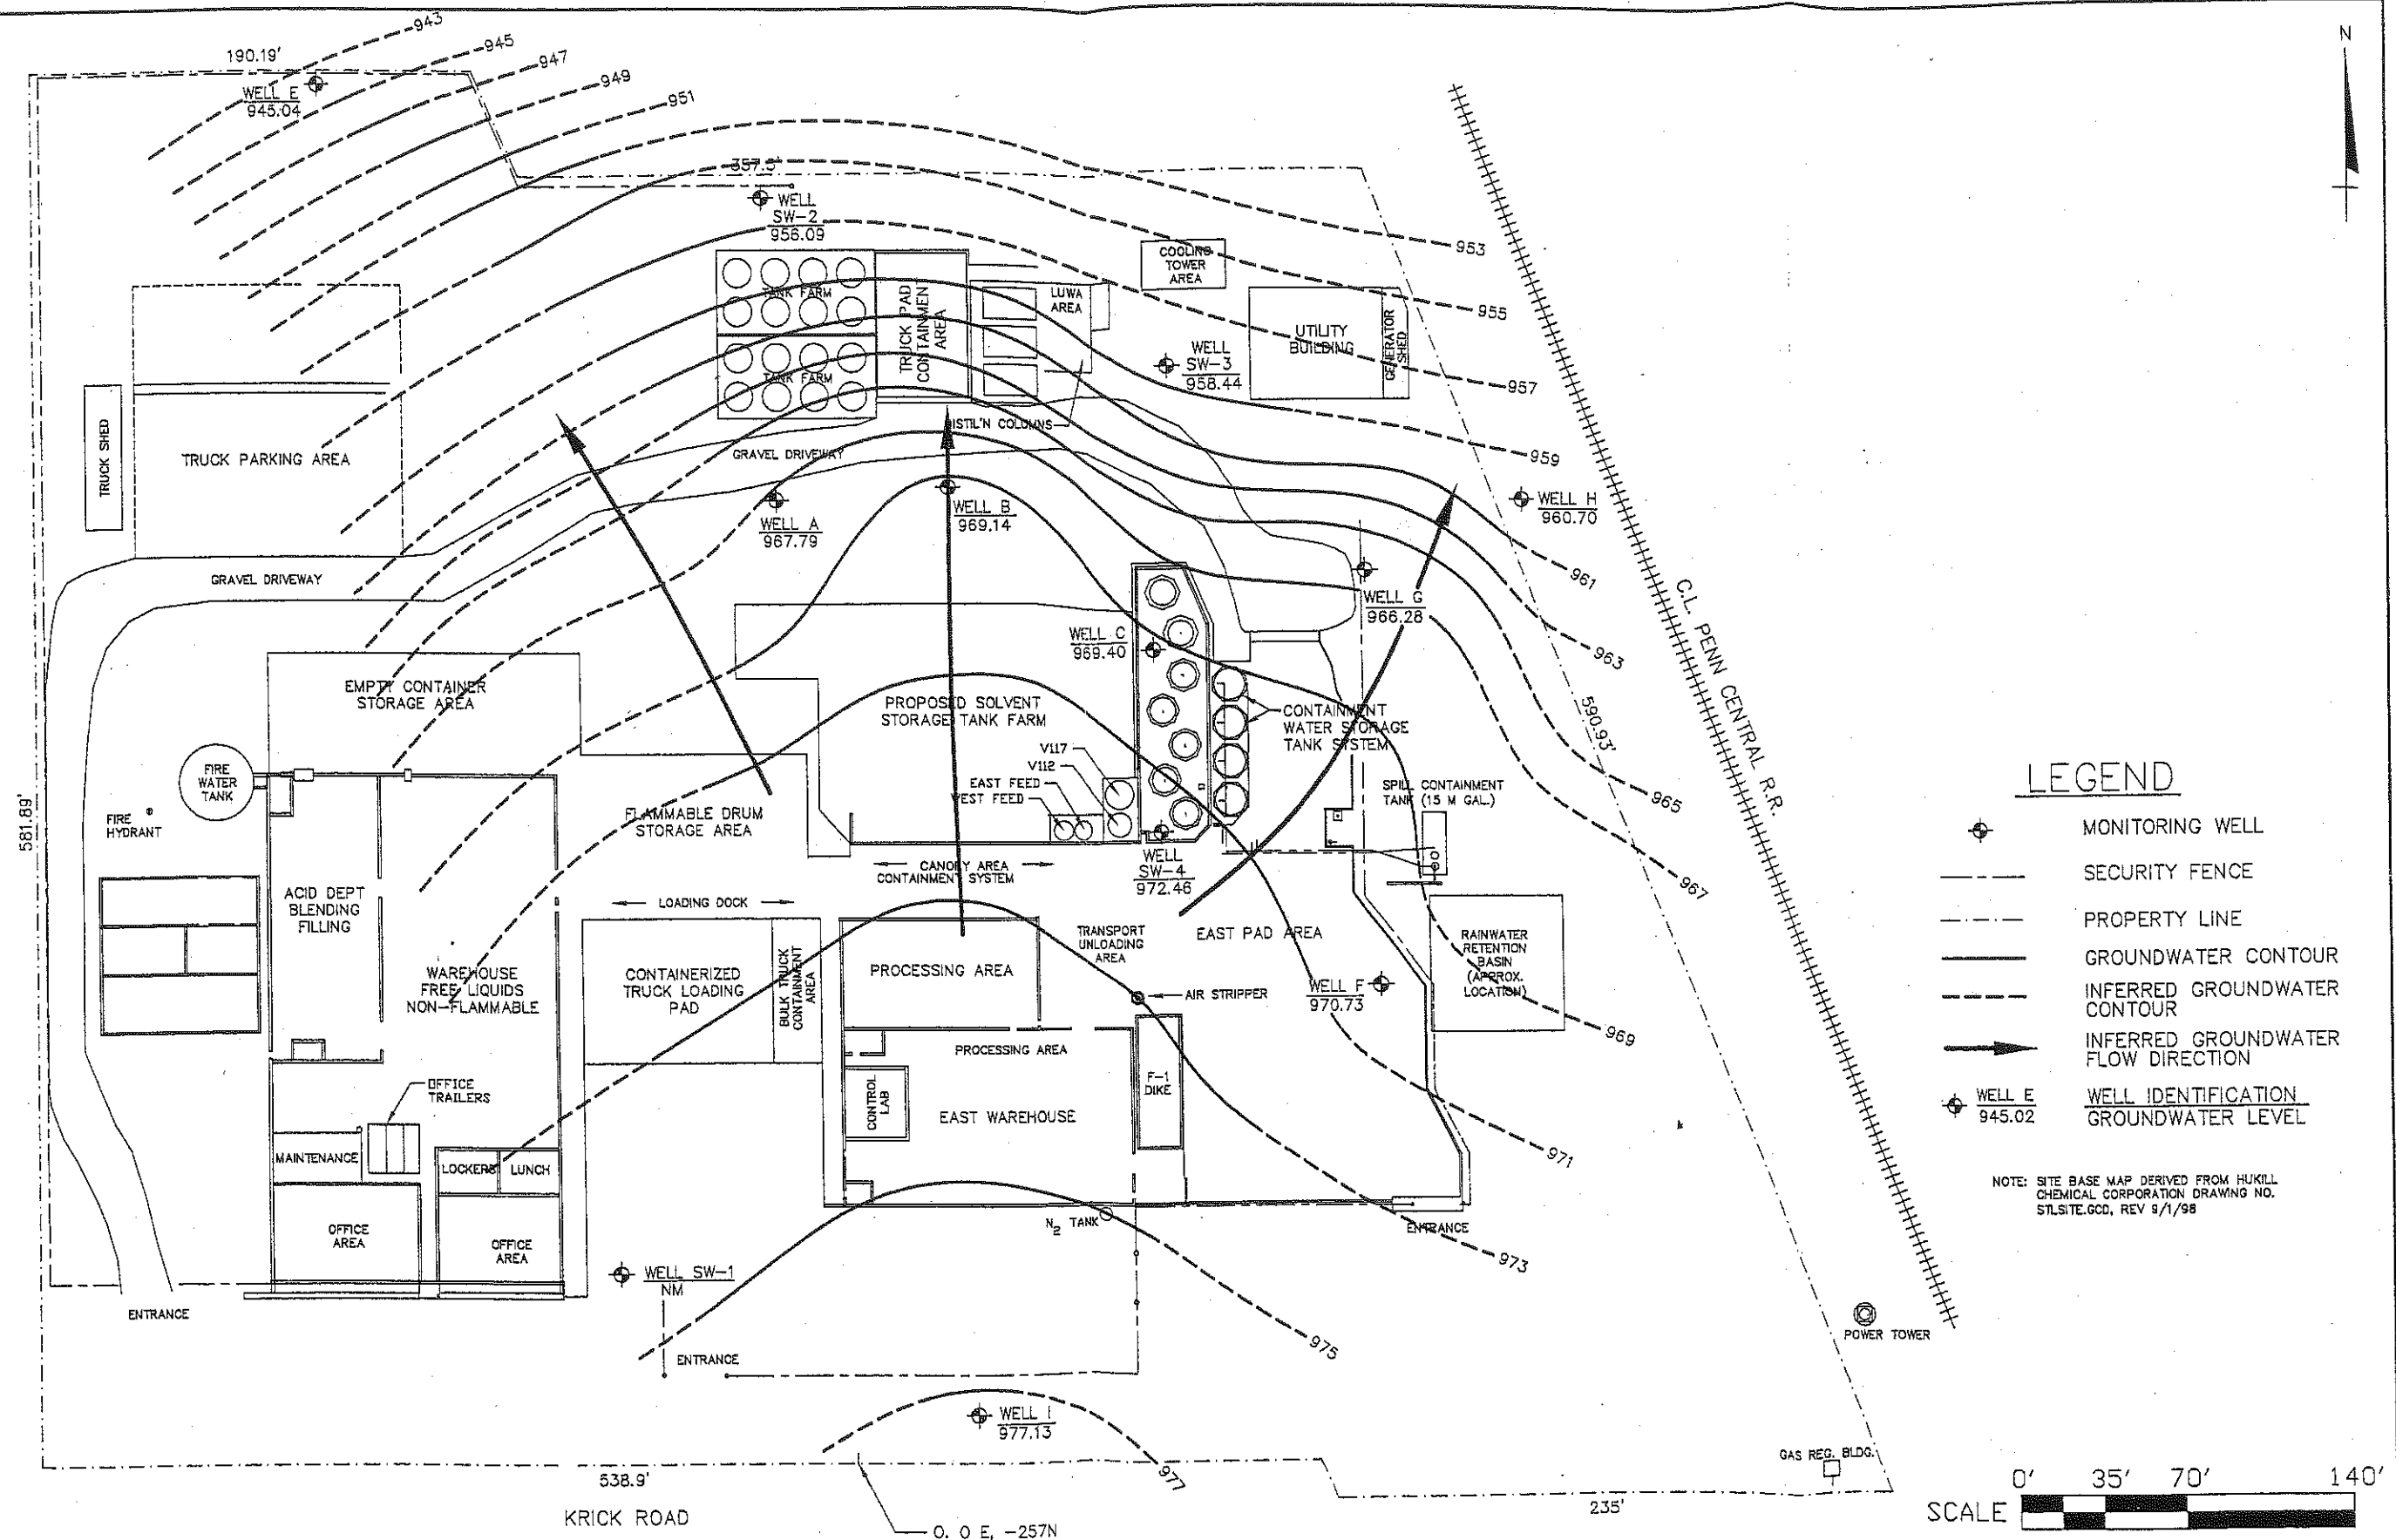 943
945
947
949
951
N
190.19'
WELL E
945.04
357.5'
WELL
SW-2
956.09
953
COOLING
TOWER
AREA
TANK FARM
TRUCK PAD
CONTAINMENT
AREA
LUWA
AREA
955
UTILITY
BUILDING
GENERATOR
SHED
WELL
SW-3
958.44
TANK FARM
957
DISTIL'N COLUMNS
TRUCK SHED
TRUCK PARKING AREA
GRAVEL DRIVEWAY
959
WELL A
967.79
WELL B
969.14
WELL H
960.70
GRAVEL DRIVEWAY
961
WELL G
966.28
C.L. PENN CENTRAL R.R.
WELL C
969.40
963
EMPTY CONTAINER
STORAGE AREA
PROPOSED SOLVENT
STORAGE TANK FARM
CONTAINMENT
WATER STORAGE
TANK SYSTEM
590.93'
V117
V112
EAST FEED
WEST FEED
FIRE
WATER
TANK
FIRE
HYDRANT
581.89'
FLAMMABLE DRUM
STORAGE AREA
SPILL CONTAINMENT
TANK (15 M GAL.)
965
CANOPY AREA
CONTAINMENT SYSTEM
WELL
SW-4
972.46
967
ACID DEPT
BLENDING
FILLING
LOADING DOCK
TRANSPORT
UNLOADING
AREA
EAST PAD AREA
RAINWATER
RETENTION
BASIN
(APPROX.
LOCATION)
WAREHOUSE
FREE LIQUIDS
NON-FLAMMABLE
CONTAINERIZED
TRUCK LOADING
PAD
BULK TRUCK
CONTAINMENT
AREA
PROCESSING AREA
AIR STRIPPER
WELL F
970.73
969
PROCESSING AREA
F-1
DIKE
OFFICE
TRAILERS
CONTROL
LAB
EAST WAREHOUSE
971
MAINTENANCE
LOCKERS
LUNCH
OFFICE
AREA
OFFICE
AREA
N2 TANK
ENTRANCE
973
WELL SW-1
NM
ENTRANCE
ENTRANCE
975
POWER TOWER
WELL I
977.13
977
GAS REG. BLDG.
538.9'
235'
KRICK ROAD
0. 0 E, -257N
LEGEND
MONITORING WELL
SECURITY FENCE
PROPERTY LINE
GROUNDWATER CONTOUR
INFERRED GROUNDWATER
CONTOUR
INFERRED GROUNDWATER
FLOW DIRECTION
WELL E
945.02
WELL IDENTIFICATION
GROUNDWATER LEVEL
NOTE: SITE BASE MAP DERIVED FROM HUKILL
CHEMICAL CORPORATION DRAWING NO.
STLSITE.GCD, REV 9/1/98
0' 35' 70' 140'
SCALE